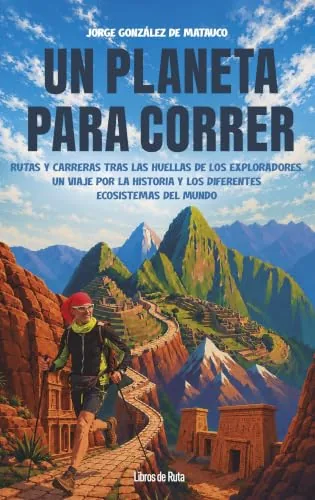 JORGE GONZÁLEZ DE MATAUCO
UN PLANETA
PARA CORRER
RUTAS Y CARRERAS TRAS LAS HUELLAS DE LOS EXPLORADORES.
UN VIAJE POR LA HISTORIA Y LOS DIFERENTES
ECOSISTEMAS DEL MUNDO
Libros de Ruta